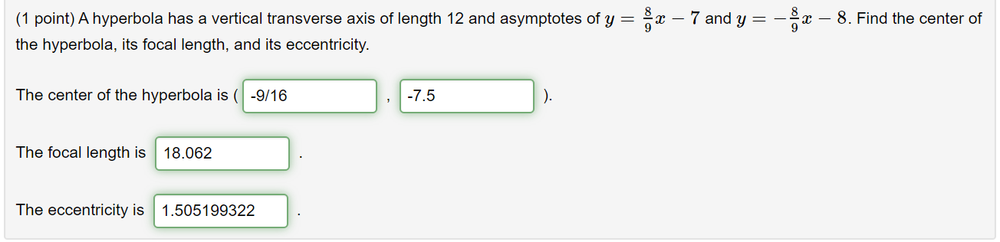 (1 point) A hyperbola has a vertical transverse axis of length 12 and asymptotes of y = 8/9 x − 7 and y = −8/9 x − 8. Find the center of
the hyperbola, its focal length, and its eccentricity.
The center of the hyperbola is ( -9/16 , -7.5 ).
The focal length is 18.062 .
The eccentricity is 1.505199322 .